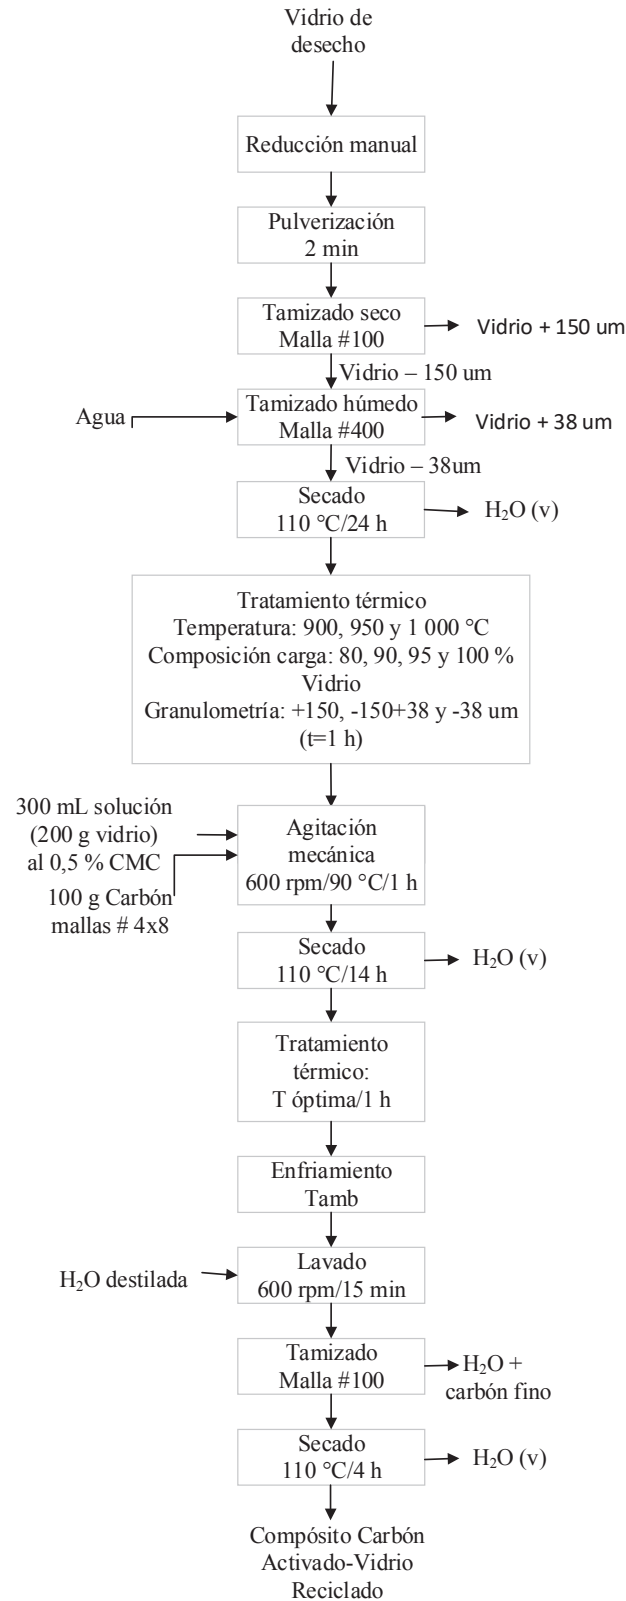 Vidrio de
desecho
Reducción manual
Pulverización
2 min
Tamizado seco
Malla #100
Vidrio + 150 um
Vidrio – 150 um
Agua
Tamizado húmedo
Malla #400
Vidrio + 38 um
Vidrio – 38um
Secado
110 °C/24 h
H₂O (v)
Tratamiento térmico
Temperatura: 900, 950 y 1 000 °C
Composición carga: 80, 90, 95 y 100 %
Vidrio
Granulometría: +150, -150+38 y -38 um
(t=1 h)
300 mL solución
(200 g vidrio)
al 0,5 % CMC
100 g Carbón
mallas # 4x8
Agitación
mecánica
600 rpm/90 °C/1 h
Secado
110 °C/14 h
H₂O (v)
Tratamiento
térmico:
T óptima/1 h
Enfriamiento
Tamb
H₂O destilada
Lavado
600 rpm/15 min
Tamizado
Malla #100
H₂O +
carbón fino
Secado
110 °C/4 h
H₂O (v)
Compósito Carbón
Activado-Vidrio
Reciclado